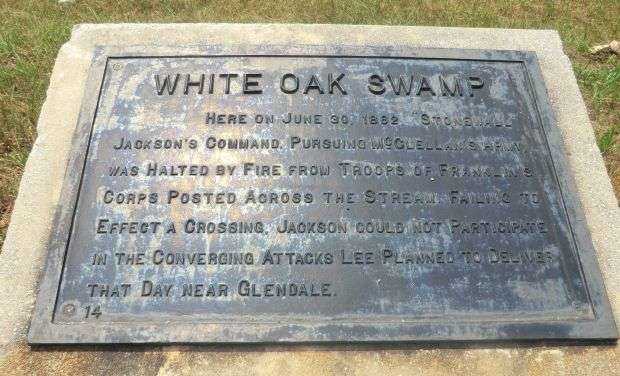 WHITE OAK SWAMP
HERE ON JUNE 30, 1862, "STONEWALL"
JACKSON'S COMMAND, PURSUING McCLELLAN'S ARMY,
WAS HALTED BY FIRE FROM TROOPS OF FRANKLIN'S
CORPS POSTED ACROSS THE STREAM. FAILING TO
EFFECT A CROSSING, JACKSON COULD NOT PARTICIPATE
IN THE CONVERGING ATTACKS LEE PLANNED TO DELIVER
THAT DAY NEAR GLENDALE.
14